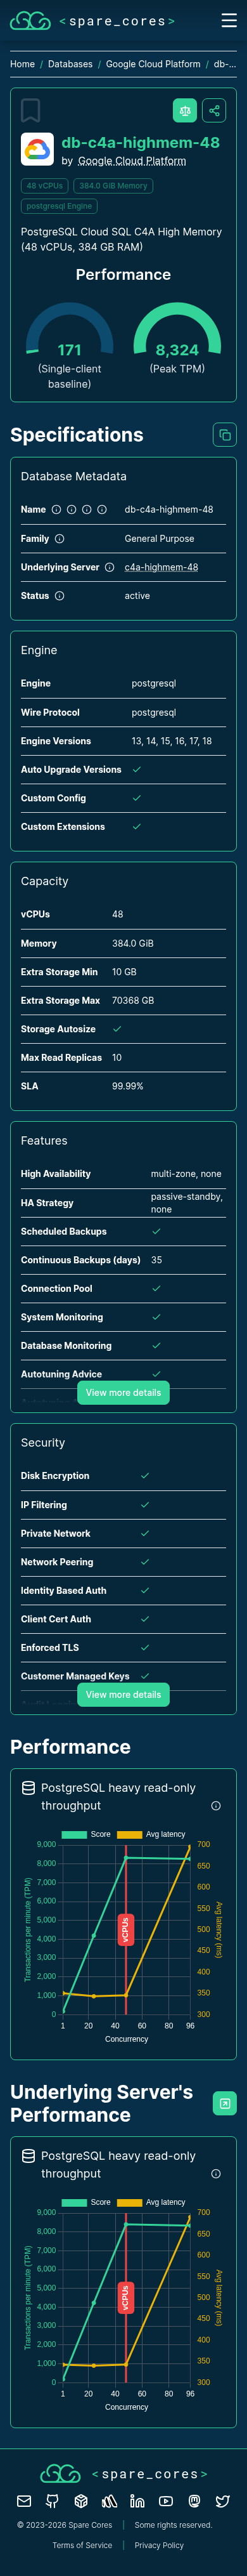 <spare_cores>
Home / Databases / Google Cloud Platform / db-...
db-c4a-highmem-48
by Google Cloud Platform
48 vCPUs
384.0 GiB Memory
postgresql Engine
PostgreSQL Cloud SQL C4A High Memory
(48 vCPUs, 384 GB RAM)
Performance
171
(Single-client
baseline)
8,324
(Peak TPM)
Specifications
Database Metadata
Name db-c4a-highmem-48
Family General Purpose
Underlying Server c4a-highmem-48
Status active
Engine
Engine postgresql
Wire Protocol postgresql
Engine Versions 13, 14, 15, 16, 17, 18
Auto Upgrade Versions
Custom Config
Custom Extensions
Capacity
vCPUs 48
Memory 384.0 GiB
Extra Storage Min 10 GB
Extra Storage Max 70368 GB
Storage Autosize
Max Read Replicas 10
SLA 99.99%
Features
High Availability multi-zone, none
HA Strategy passive-standby,
none
Scheduled Backups
Continuous Backups (days) 35
Connection Pool
System Monitoring
Database Monitoring
Autotuning Advice
View more details
Security
Disk Encryption
IP Filtering
Private Network
Network Peering
Identity Based Auth
Client Cert Auth
Enforced TLS
Customer Managed Keys
View more details
Performance
PostgreSQL heavy read-only
throughput
Score Avg latency
Transactions per minute (TPM)
9,000
8,000
7,000
6,000
5,000
4,000
3,000
2,000
1,000
0
vCPUs
700
650
600
550
500
450
400
350
300
Avg latency (ms)
1 20 40 60 80 96
Concurrency
Underlying Server's
Performance
PostgreSQL heavy read-only
throughput
Score Avg latency
Transactions per minute (TPM)
9,000
8,000
7,000
6,000
5,000
4,000
3,000
2,000
1,000
0
vCPUs
700
650
600
550
500
450
400
350
300
Avg latency (ms)
1 20 40 60 80 96
Concurrency
<spare_cores>
© 2023-2026 Spare Cores | Some rights reserved.
Terms of Service | Privacy Policy